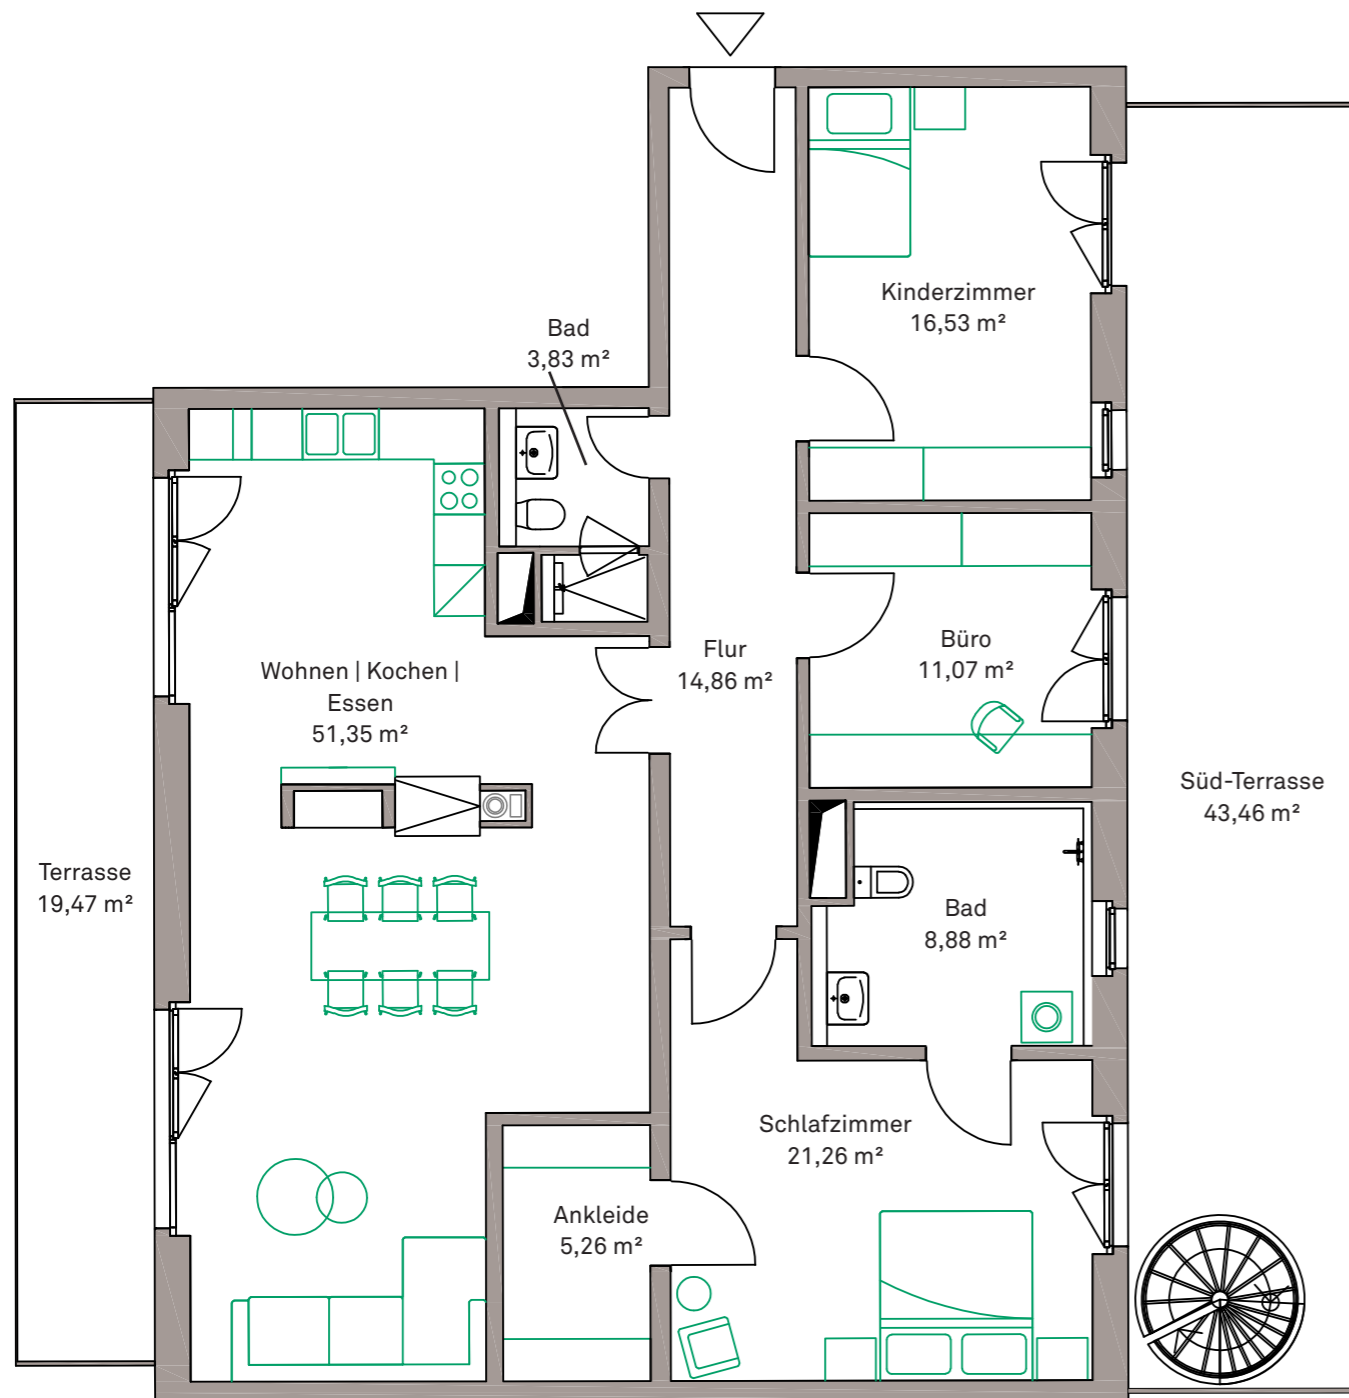 Kinderzimmer
16,53 m²
Bad
3,83 m²
Flur
14,86 m²
Büro
11,07 m²
Wohnen | Kochen |
Essen
51,35 m²
Süd-Terrasse
43,46 m²
Terrasse
19,47 m²
Bad
8,88 m²
Schlafzimmer
21,26 m²
Ankleide
5,26 m²